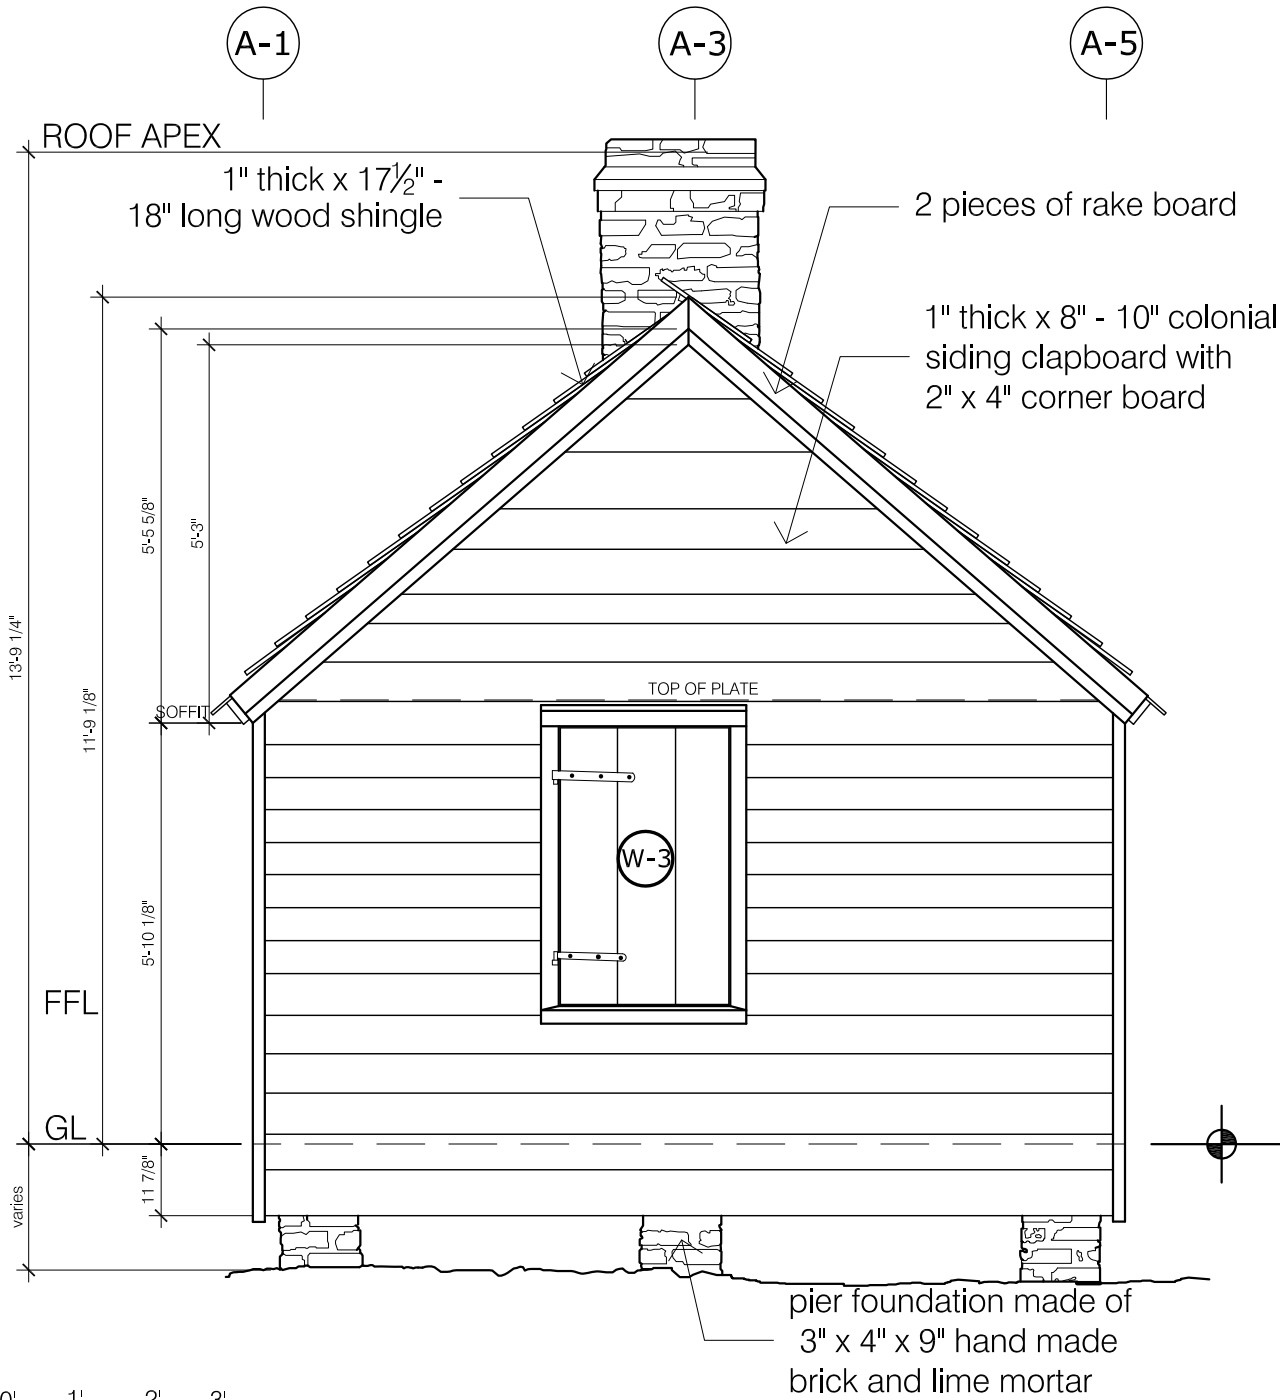 A-1
A-3
A-5
ROOF APEX
1" thick x 17½" -
18" long wood shingle
2 pieces of rake board
1" thick x 8" - 10" colonial
siding clapboard with
2" x 4" corner board
5'-5 5/8"
5'-3"
13'-9 1/4"
11'-9 1/8"
TOP OF PLATE
SOFFIT
W-3
5'-10 1/8"
FFL
GL
11 7/8"
varies
pier foundation made of
3" x 4" x 9" hand made
brick and lime mortar
0' 1' 2' 3'